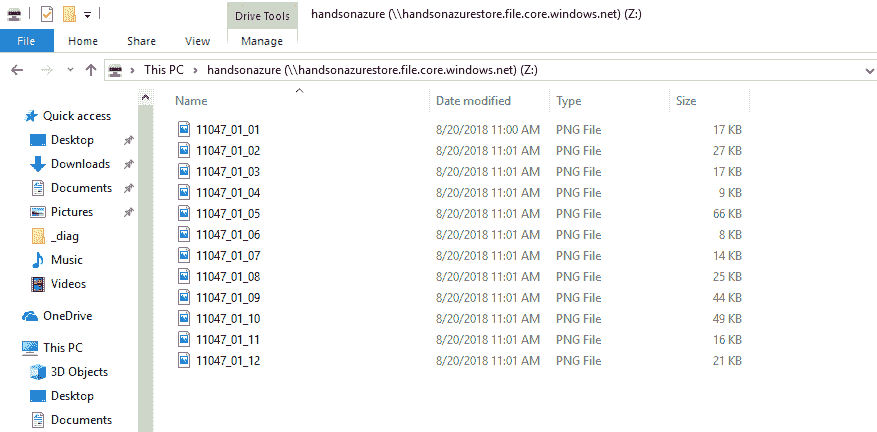 Drive Tools handsonazure (\\handsonazurestore.file.core.windows.net) (Z:)
File Home Share View Manage
This PC handsonazure (\\handsonazurestore.file.core.windows.net) (Z:)
Name Date modified Type Size
Quick access
Desktop
Downloads
Documents
Pictures
_diag
Music
Videos
OneDrive
This PC
3D Objects
Desktop
Documents
11047_01_01 8/20/2018 11:00 AM PNG File 17 KB
11047_01_02 8/20/2018 11:01 AM PNG File 27 KB
11047_01_03 8/20/2018 11:01 AM PNG File 17 KB
11047_01_04 8/20/2018 11:01 AM PNG File 9 KB
11047_01_05 8/20/2018 11:01 AM PNG File 66 KB
11047_01_06 8/20/2018 11:01 AM PNG File 8 KB
11047_01_07 8/20/2018 11:01 AM PNG File 14 KB
11047_01_08 8/20/2018 11:01 AM PNG File 25 KB
11047_01_09 8/20/2018 11:01 AM PNG File 44 KB
11047_01_10 8/20/2018 11:01 AM PNG File 49 KB
11047_01_11 8/20/2018 11:01 AM PNG File 16 KB
11047_01_12 8/20/2018 11:01 AM PNG File 21 KB